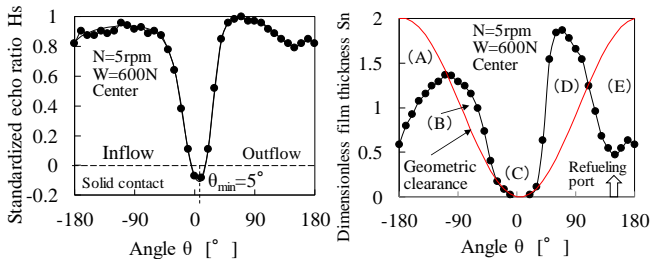 Standardized echo ratio Hs
1
0.8
0.6
0.4
0.2
0
-0.2
N=5rpm
W=600N
Center
Inflow
Outflow
Solid contact
θmin=5°
-180
-90
0
90
180
Angle θ [°]
Dimensionless film thickness Sn
2
1.5
1
0.5
0
N=5rpm
W=600N
Center
(A)
(B)
(C)
(D)
(E)
Geometric
clearance
Refueling
port
-180
-90
0
90
180
Angle θ [°]